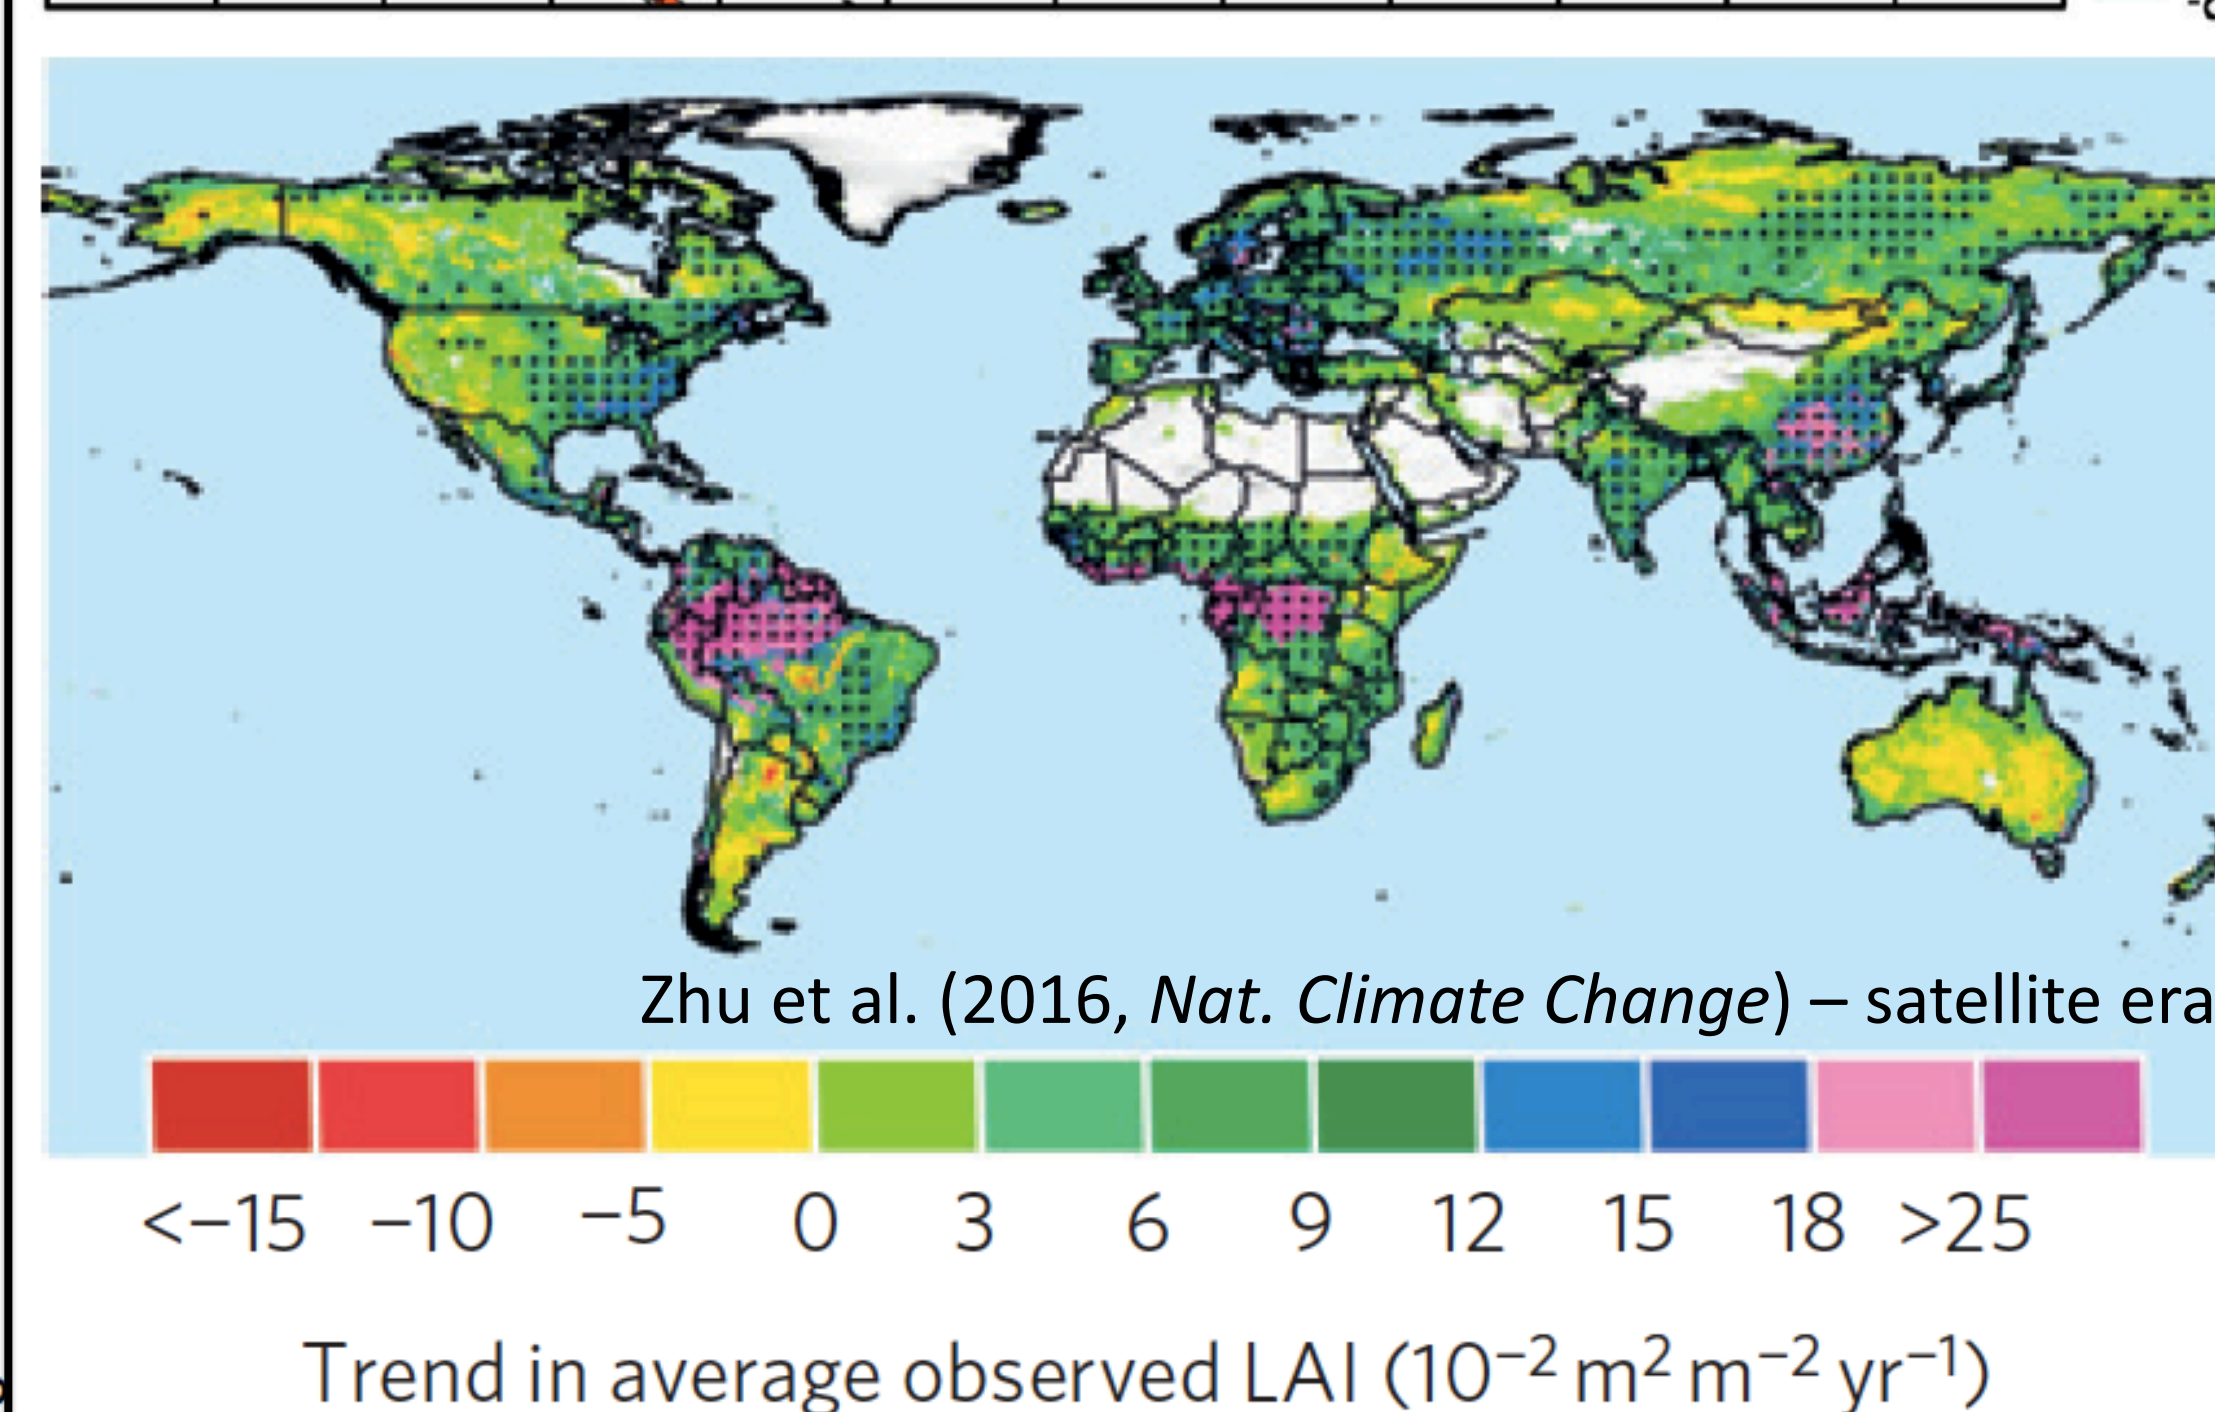 Zhu et al. (2016, Nat. Climate Change) – satellite era
<–15 –10 –5 0 3 6 9 12 15 18 >25
Trend in average observed LAI (10⁻² m² m⁻² yr⁻¹)